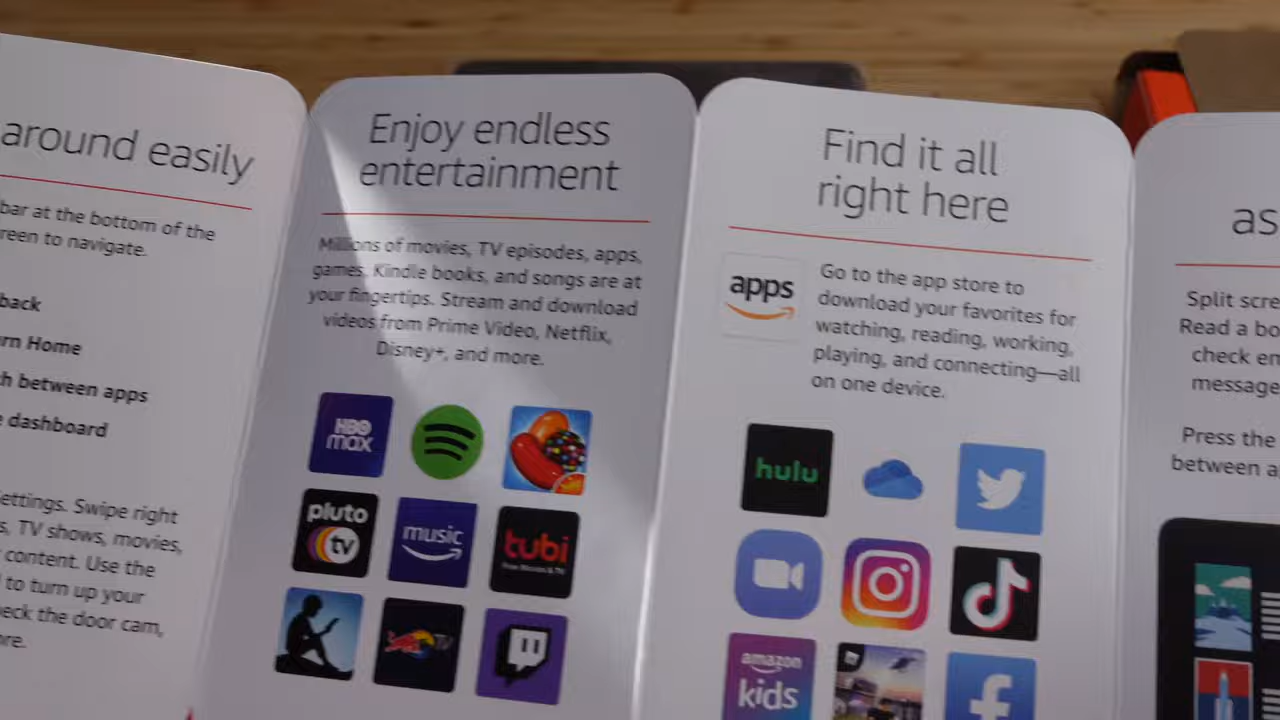 around easily
bar at the bottom of the
reen to navigate.
back
rn Home
h between apps
e dashboard
ettings. Swipe right
s, TV shows, movies,
content. Use the
to turn up your
eck the door cam,
re.
Enjoy endless
entertainment
Millions of movies, TV episodes, apps,
games, Kindle books, and songs are at
your fingertips. Stream and download
videos from Prime Video, Netflix,
Disney+, and more.
HBO
max
pluto
tv
music
tubi
Free Movies & TV
TV
Find it all
right here
apps
Go to the app store to
download your favorites for
watching, reading, working,
playing, and connecting—all
on one device.
hulu
amazon
kids
as
Split scre
Read a bo
check em
message
Press the
between a